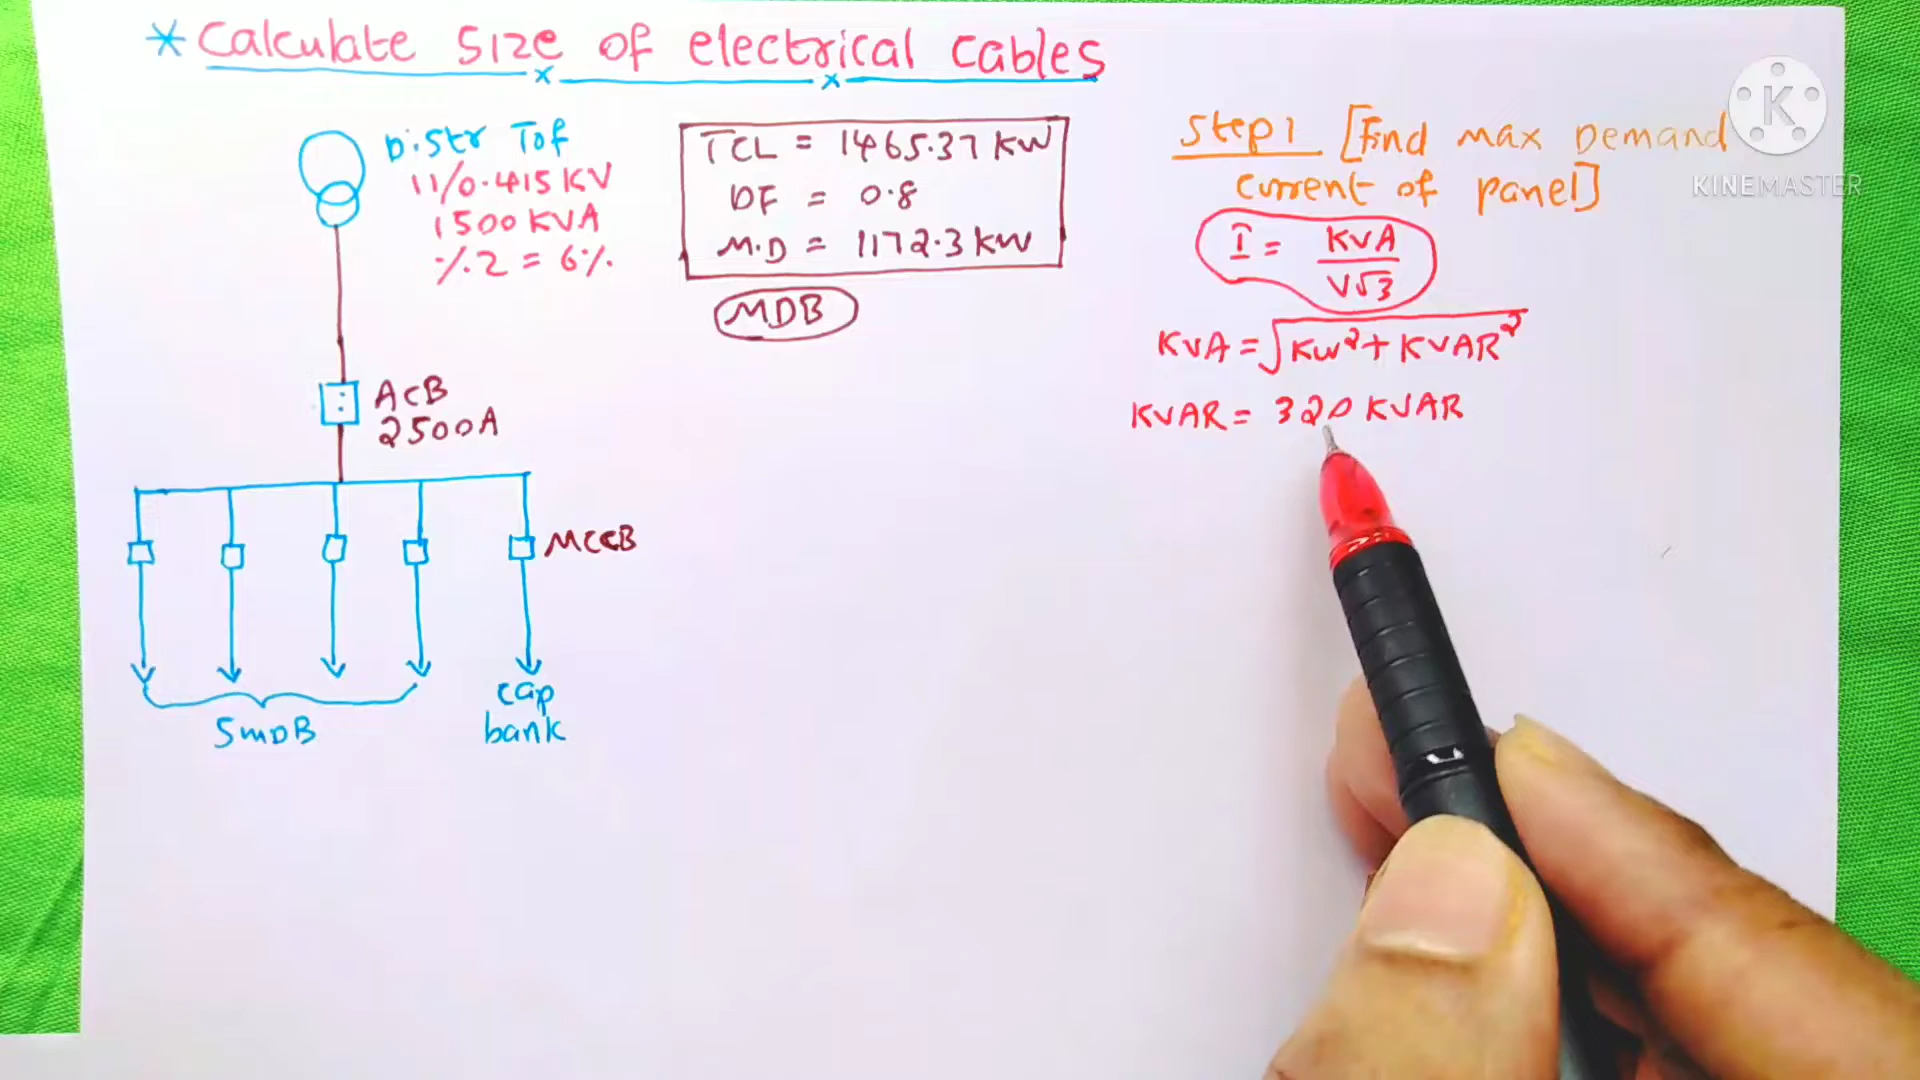 * Calculate size of electrical cables
Distr Tof
11/0.415 KV
1500 KVA
%Z = 6%
TCL = 1465.37 KW
DF = 0.8
M.D = 1172.3 KW
MDB
ACB
2500A
MCCB
SMDB
cap
bank
Step1 [Find max Demand
current of panel]
I = KVA
V√3
KVA = √KW² + KVAR²
KVAR = 320 KVAR
K
KINEMASTER